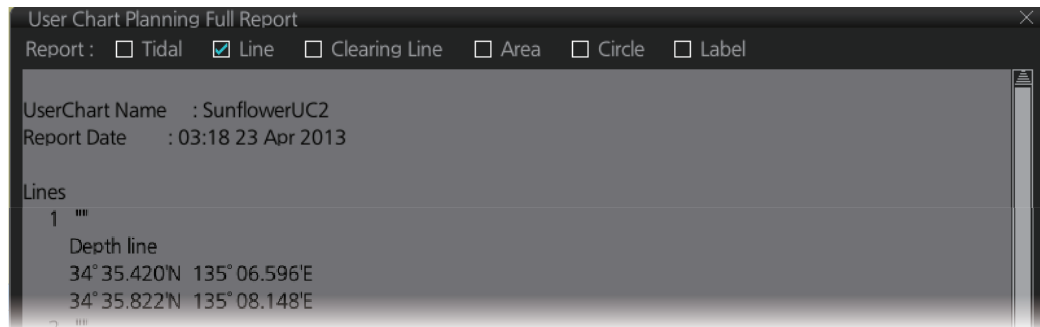 User Chart Planning Full Report
Report : Tidal Line Clearing Line Area Circle Label
UserChart Name : SunflowerUC2
Report Date : 03:18 23 Apr 2013
Lines
1 ""
Depth line
34°35.420'N 135°06.596'E
34°35.822'N 135°08.148'E
2 ""